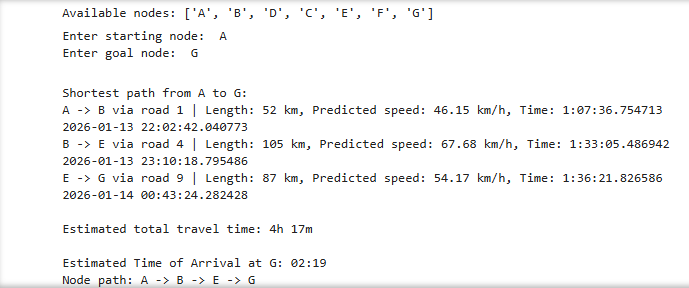 Available nodes: ['A', 'B', 'D', 'C', 'E', 'F', 'G']
Enter starting node:  A
Enter goal node:  G
Shortest path from A to G:
A -> B via road 1 | Length: 52 km, Predicted speed: 46.15 km/h, Time: 1:07:36.754713
2026-01-13 22:02:42.040773
B -> E via road 4 | Length: 105 km, Predicted speed: 67.68 km/h, Time: 1:33:05.486942
2026-01-13 23:10:18.795486
E -> G via road 9 | Length: 87 km, Predicted speed: 54.17 km/h, Time: 1:36:21.826586
2026-01-14 00:43:24.282428
Estimated total travel time: 4h 17m
Estimated Time of Arrival at G: 02:19
Node path: A -> B -> E -> G